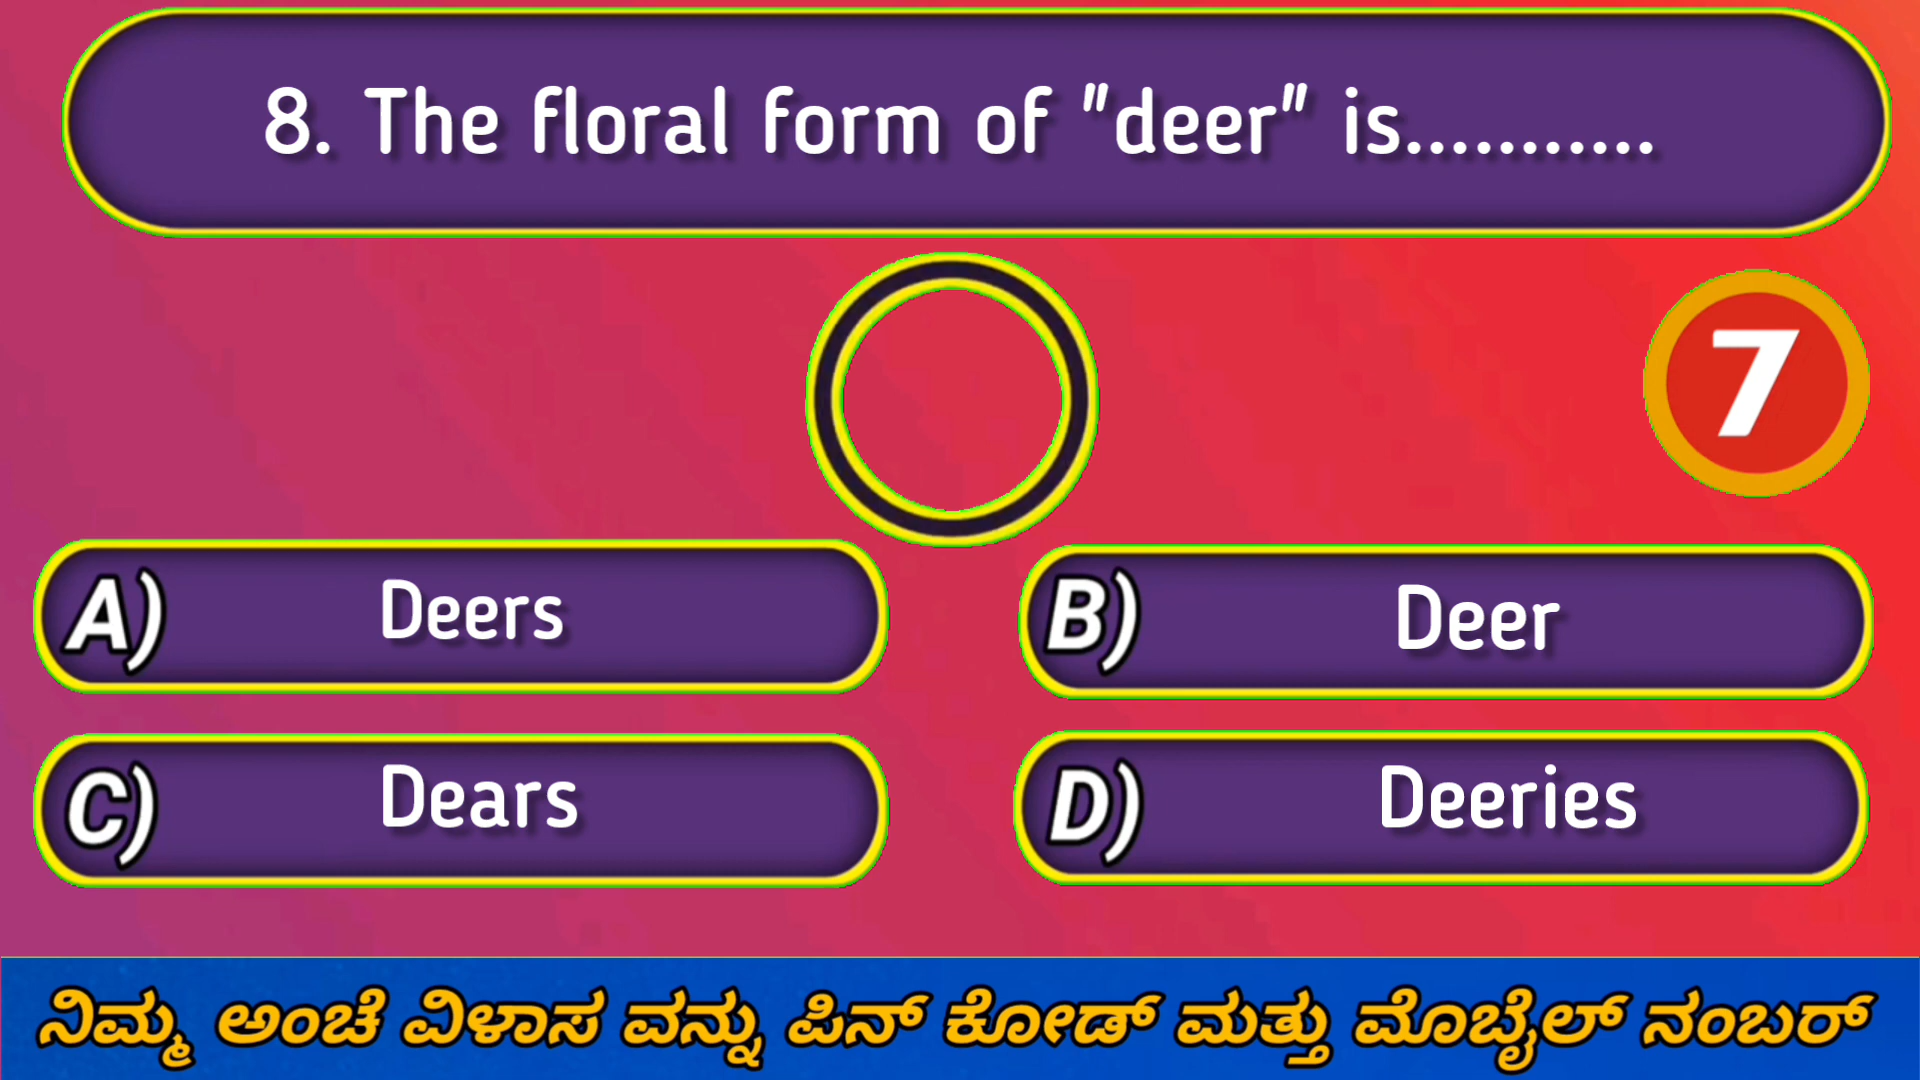 8. The floral form of "deer" is...........
7
A) Deers
B) Deer
C) Dears
D) Deeries
ನಿಮ್ಮ ಅಂಚೆ ವಿಳಾಸ ವನ್ನು ಪಿನ್ ಕೋಡ್ ಮತ್ತು ಮೊಬೈಲ್ ನಂಬರ್